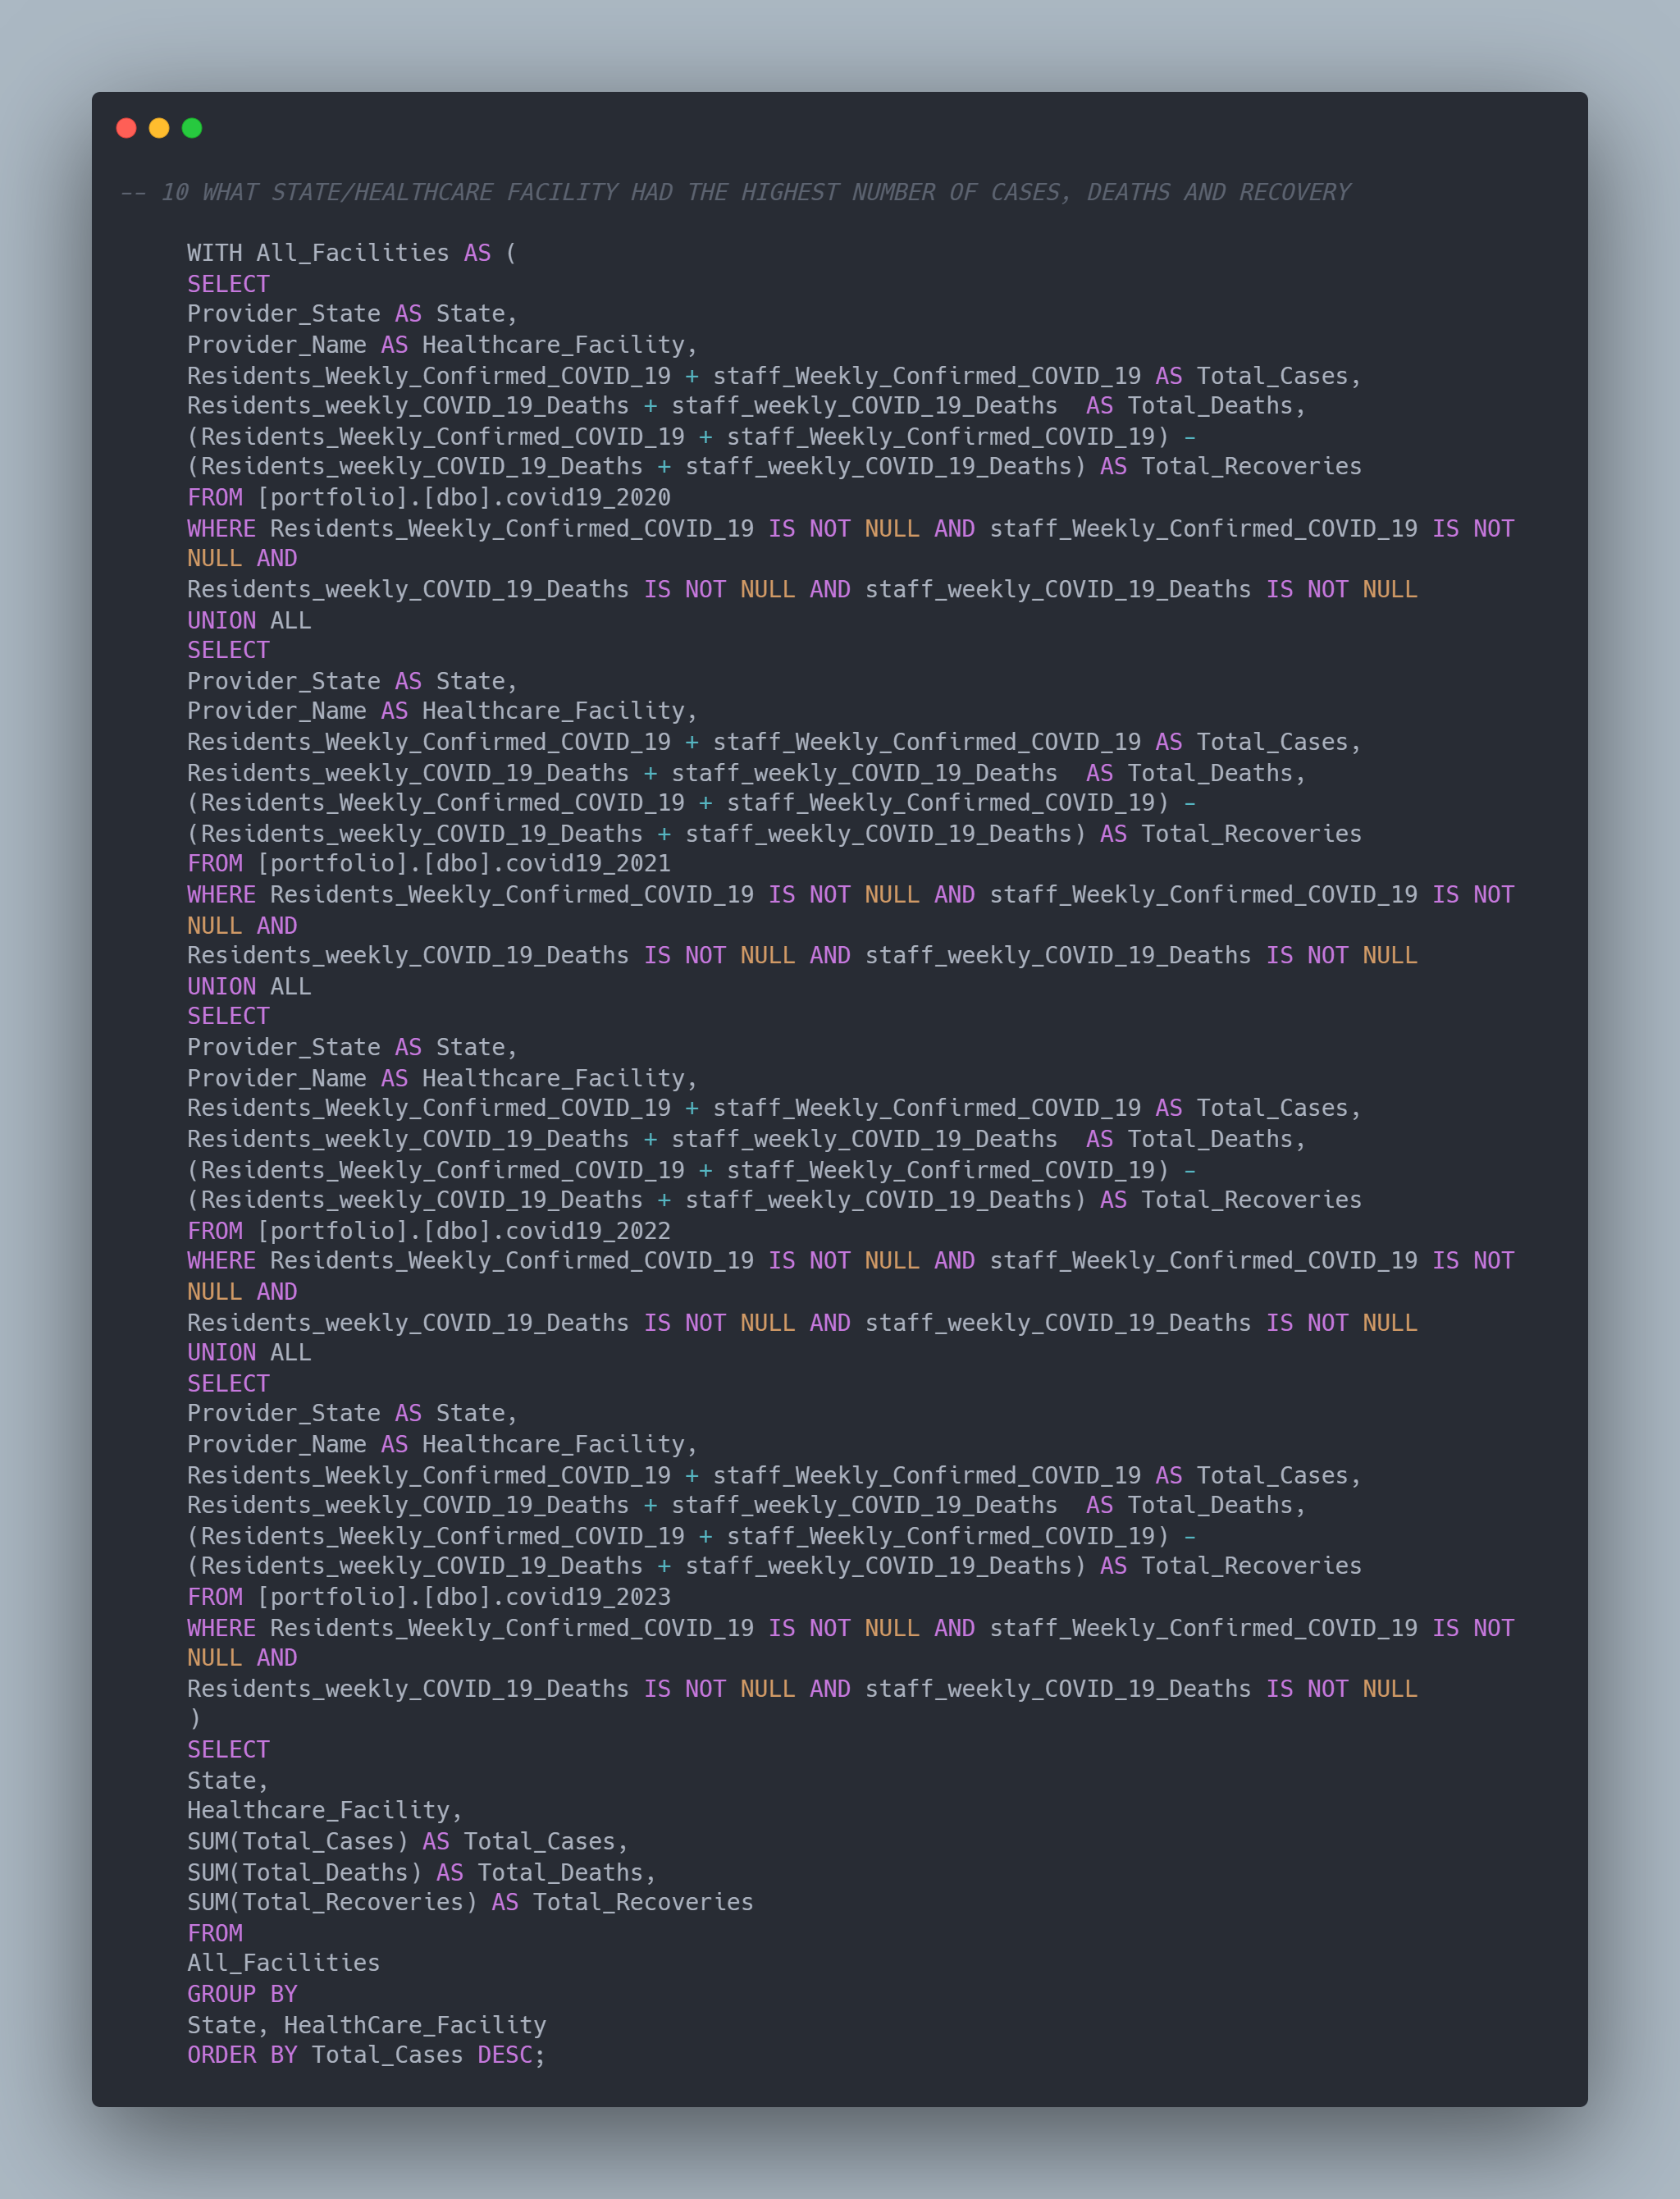 -- 10 WHAT STATE/HEALTHCARE FACILITY HAD THE HIGHEST NUMBER OF CASES, DEATHS AND RECOVERY
WITH All_Facilities AS (
SELECT
Provider_State AS State,
Provider_Name AS Healthcare_Facility,
Residents_Weekly_Confirmed_COVID_19 + staff_Weekly_Confirmed_COVID_19 AS Total_Cases,
Residents_weekly_COVID_19_Deaths + staff_weekly_COVID_19_Deaths  AS Total_Deaths,
(Residents_Weekly_Confirmed_COVID_19 + staff_Weekly_Confirmed_COVID_19) -
(Residents_weekly_COVID_19_Deaths + staff_weekly_COVID_19_Deaths) AS Total_Recoveries
FROM [portfolio].[dbo].covid19_2020
WHERE Residents_Weekly_Confirmed_COVID_19 IS NOT NULL AND staff_Weekly_Confirmed_COVID_19 IS NOT
NULL AND
Residents_weekly_COVID_19_Deaths IS NOT NULL AND staff_weekly_COVID_19_Deaths IS NOT NULL
UNION ALL
SELECT
Provider_State AS State,
Provider_Name AS Healthcare_Facility,
Residents_Weekly_Confirmed_COVID_19 + staff_Weekly_Confirmed_COVID_19 AS Total_Cases,
Residents_weekly_COVID_19_Deaths + staff_weekly_COVID_19_Deaths  AS Total_Deaths,
(Residents_Weekly_Confirmed_COVID_19 + staff_Weekly_Confirmed_COVID_19) -
(Residents_weekly_COVID_19_Deaths + staff_weekly_COVID_19_Deaths) AS Total_Recoveries
FROM [portfolio].[dbo].covid19_2021
WHERE Residents_Weekly_Confirmed_COVID_19 IS NOT NULL AND staff_Weekly_Confirmed_COVID_19 IS NOT
NULL AND
Residents_weekly_COVID_19_Deaths IS NOT NULL AND staff_weekly_COVID_19_Deaths IS NOT NULL
UNION ALL
SELECT
Provider_State AS State,
Provider_Name AS Healthcare_Facility,
Residents_Weekly_Confirmed_COVID_19 + staff_Weekly_Confirmed_COVID_19 AS Total_Cases,
Residents_weekly_COVID_19_Deaths + staff_weekly_COVID_19_Deaths  AS Total_Deaths,
(Residents_Weekly_Confirmed_COVID_19 + staff_Weekly_Confirmed_COVID_19) -
(Residents_weekly_COVID_19_Deaths + staff_weekly_COVID_19_Deaths) AS Total_Recoveries
FROM [portfolio].[dbo].covid19_2022
WHERE Residents_Weekly_Confirmed_COVID_19 IS NOT NULL AND staff_Weekly_Confirmed_COVID_19 IS NOT
NULL AND
Residents_weekly_COVID_19_Deaths IS NOT NULL AND staff_weekly_COVID_19_Deaths IS NOT NULL
UNION ALL
SELECT
Provider_State AS State,
Provider_Name AS Healthcare_Facility,
Residents_Weekly_Confirmed_COVID_19 + staff_Weekly_Confirmed_COVID_19 AS Total_Cases,
Residents_weekly_COVID_19_Deaths + staff_weekly_COVID_19_Deaths  AS Total_Deaths,
(Residents_Weekly_Confirmed_COVID_19 + staff_Weekly_Confirmed_COVID_19) -
(Residents_weekly_COVID_19_Deaths + staff_weekly_COVID_19_Deaths) AS Total_Recoveries
FROM [portfolio].[dbo].covid19_2023
WHERE Residents_Weekly_Confirmed_COVID_19 IS NOT NULL AND staff_Weekly_Confirmed_COVID_19 IS NOT
NULL AND
Residents_weekly_COVID_19_Deaths IS NOT NULL AND staff_weekly_COVID_19_Deaths IS NOT NULL
)
SELECT
State,
Healthcare_Facility,
SUM(Total_Cases) AS Total_Cases,
SUM(Total_Deaths) AS Total_Deaths,
SUM(Total_Recoveries) AS Total_Recoveries
FROM
All_Facilities
GROUP BY
State, HealthCare_Facility
ORDER BY Total_Cases DESC;